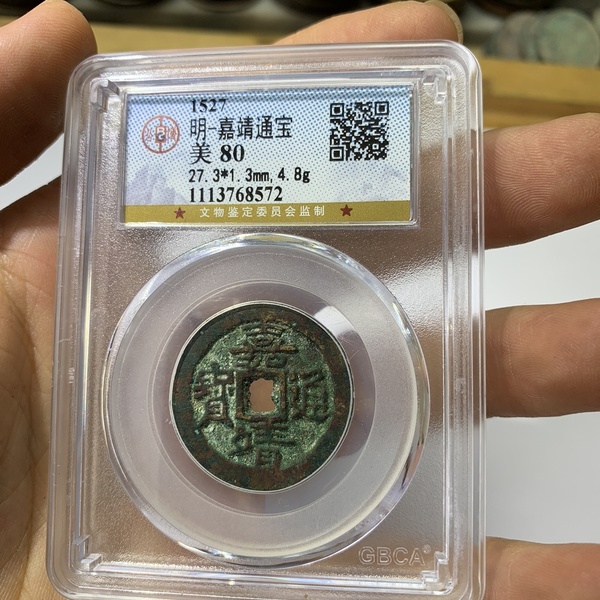 1527
明-嘉靖通宝
美 80
27.3*1.3mm,4.8g
1113768572
文物鉴定委员会监制
嘉
寶 通
靖
GBCA